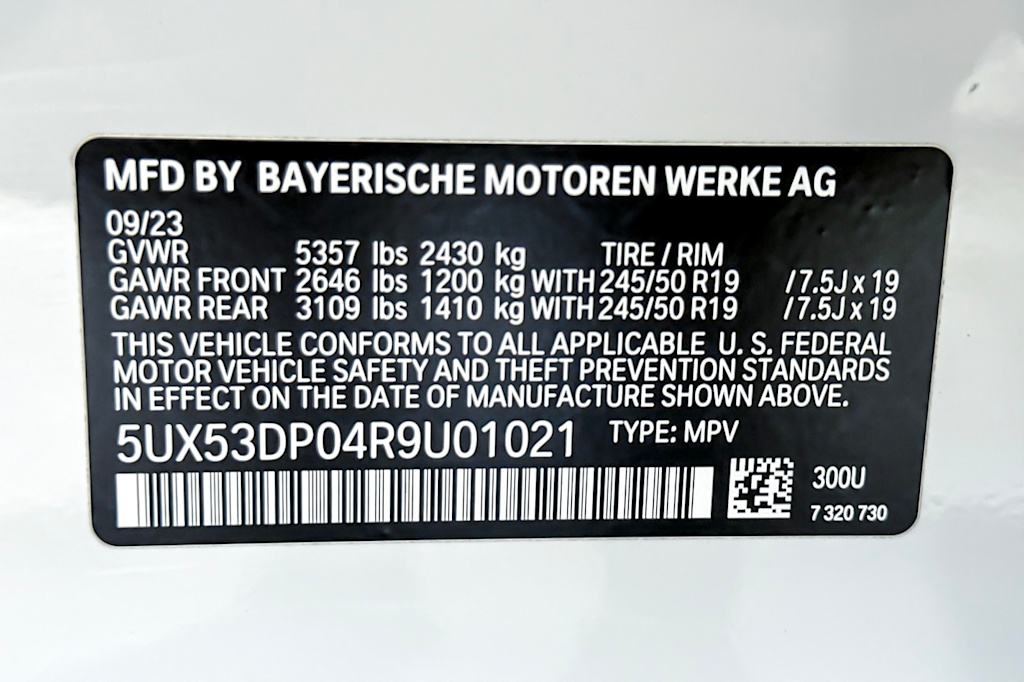 MFD BY BAYERISCHE MOTOREN WERKE AG
09/23
GVWR 5357 lbs 2430 kg TIRE / RIM
GAWR FRONT 2646 lbs 1200 kg WITH 245/50 R19 /7.5J x 19
GAWR REAR 3109 lbs 1410 kg WITH 245/50 R19 /7.5J x 19
THIS VEHICLE CONFORMS TO ALL APPLICABLE U. S. FEDERAL
MOTOR VEHICLE SAFETY AND THEFT PREVENTION STANDARDS
IN EFFECT ON THE DATE OF MANUFACTURE SHOWN ABOVE.
5UX53DP04R9U01021 TYPE: MPV
300U
7 320 730